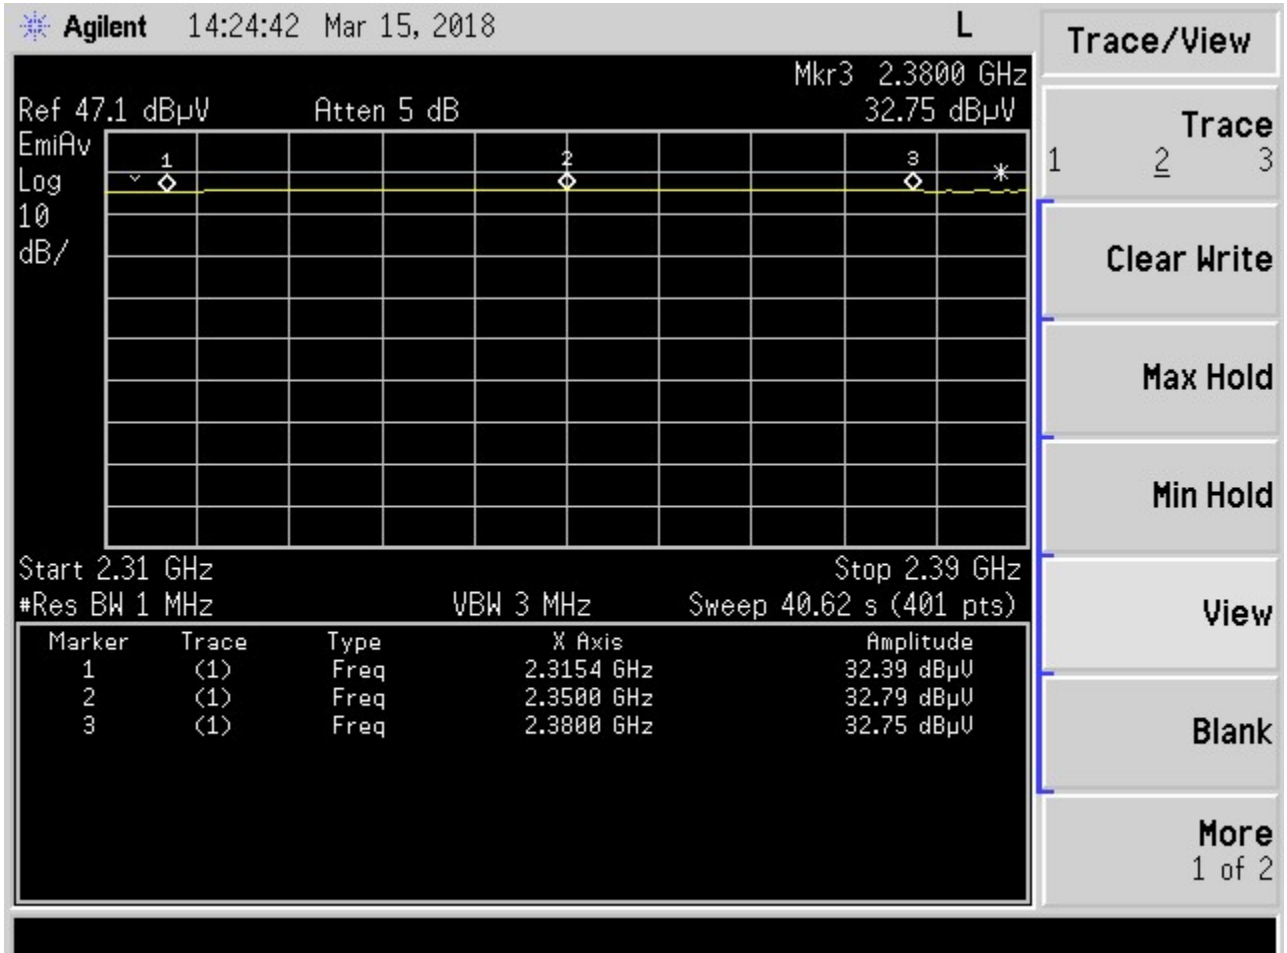 Agilent 14:24:42 Mar 15, 2018 L
Mkr3 2.3800 GHz
Ref 47.1 dBµV Atten 5 dB 32.75 dBµV
EmiAv
Log
10
dB/
1 2 3
*
Start 2.31 GHz Stop 2.39 GHz
#Res BW 1 MHz VBW 3 MHz Sweep 40.62 s (401 pts)
Marker Trace Type X Axis Amplitude
1 (1) Freq 2.3154 GHz 32.39 dBµV
2 (1) Freq 2.3500 GHz 32.79 dBµV
3 (1) Freq 2.3800 GHz 32.75 dBµV
Trace/View
Trace
1 2 3
Clear Write
Max Hold
Min Hold
View
Blank
More
1 of 2